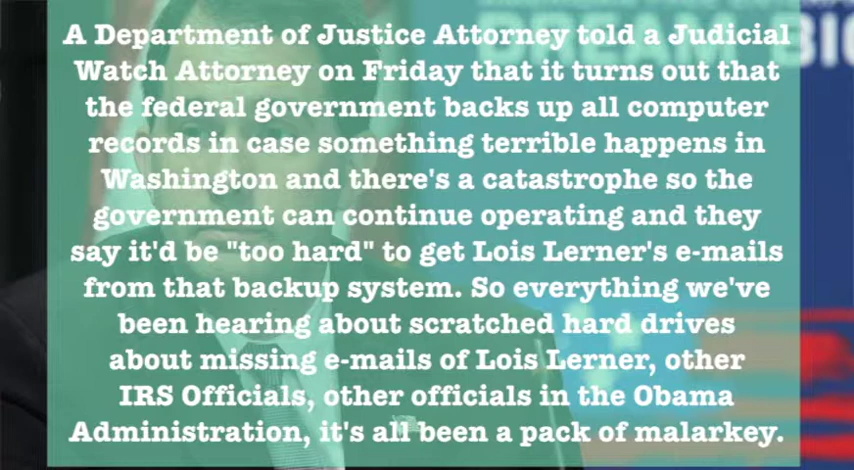 A Department of Justice Attorney told a Judicial
Watch Attorney on Friday that it turns out that
the federal government backs up all computer
records in case something terrible happens in
Washington and there's a catastrophe so the
government can continue operating and they
say it'd be "too hard" to get Lois Lerner's e-mails
from that backup system. So everything we've
been hearing about scratched hard drives
about missing e-mails of Lois Lerner, other
IRS Officials, other officials in the Obama
Administration, it's all been a pack of malarkey.